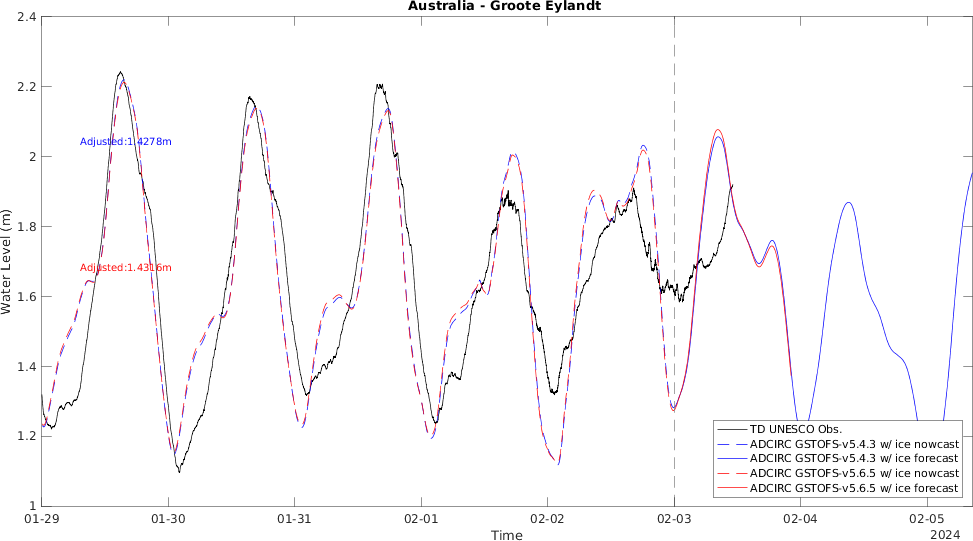 Australia - Groote Eylandt
2.4
2.2
2
1.8
1.6
1.4
1.2
1
Water Level (m)
Adjusted:1.4278m
Adjusted:1.4316m
TD UNESCO Obs.
ADCIRC GSTOFS-v5.4.3 w/ ice nowcast
ADCIRC GSTOFS-v5.4.3 w/ ice forecast
ADCIRC GSTOFS-v5.6.5 w/ ice nowcast
ADCIRC GSTOFS-v5.6.5 w/ ice forecast
01-29 01-30 01-31 02-01 02-02 02-03 02-04 02-05
Time
2024